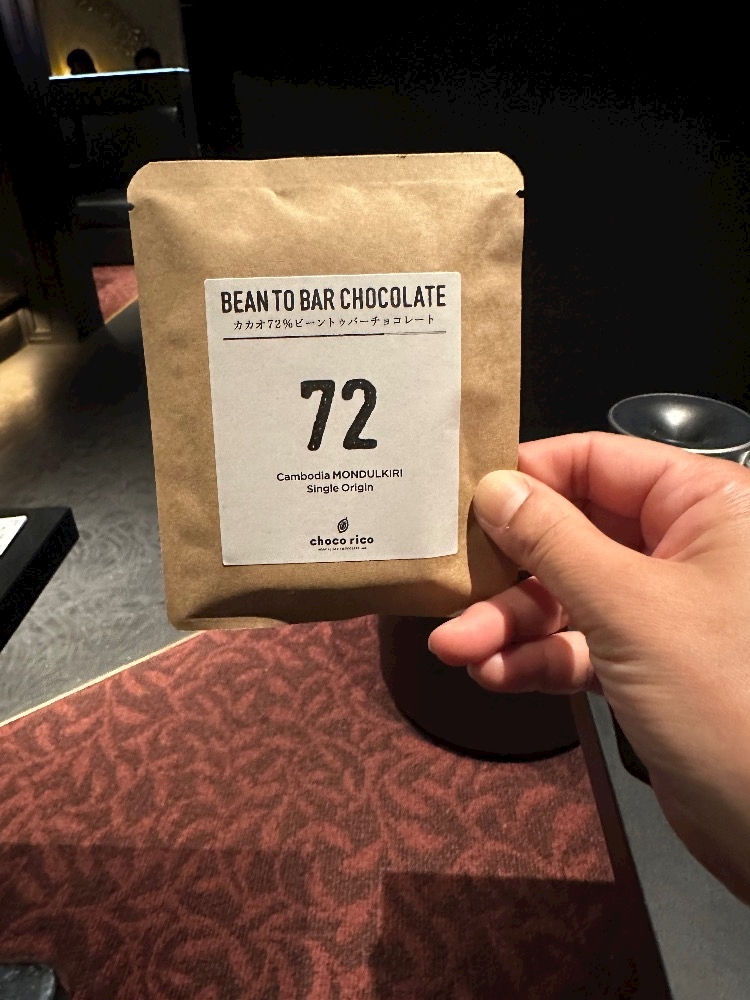 BEAN TO BAR CHOCOLATE
カカオ72%ビーントゥバーチョコレート
72
Cambodia MONDULKIRI
Single Origin
choco rico